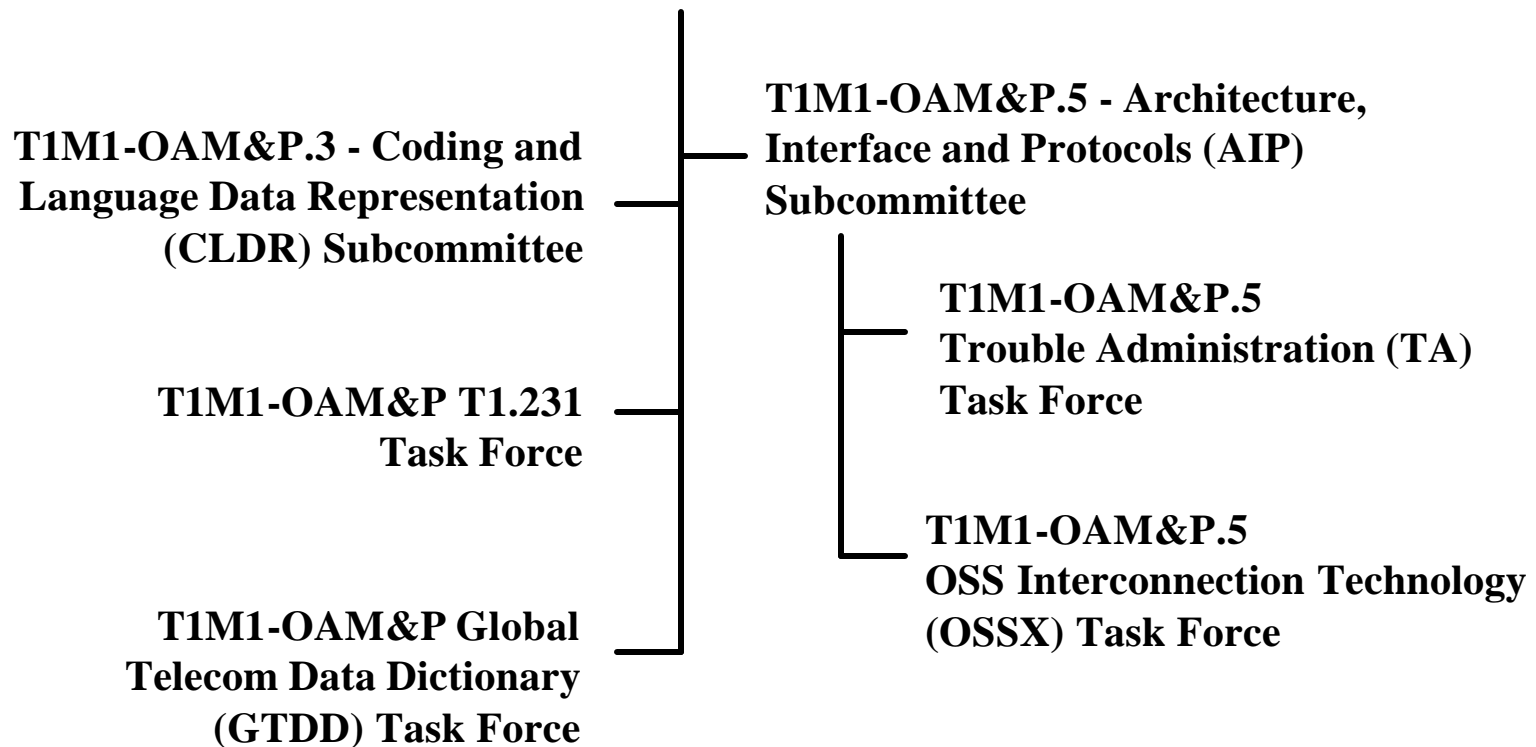 T1M1-OAM&P.3 - Coding and
Language Data Representation
(CLDR) Subcommittee
T1M1-OAM&P T1.231
Task Force
T1M1-OAM&P Global
Telecom Data Dictionary
(GTDD) Task Force
T1M1-OAM&P.5 - Architecture,
Interface and Protocols (AIP)
Subcommittee
T1M1-OAM&P.5
Trouble Administration (TA)
Task Force
T1M1-OAM&P.5
OSS Interconnection Technology
(OSSX) Task Force